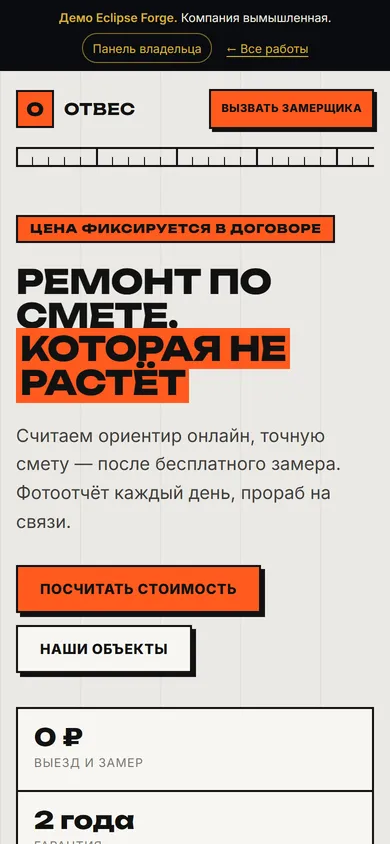 Демо Eclipse Forge. Компания вымышленная.
Панель владельца ← Все работы
О ОТВЕС ВЫЗВАТЬ ЗАМЕРЩИКА
ЦЕНА ФИКСИРУЕТСЯ В ДОГОВОРЕ
РЕМОНТ ПО
СМЕТЕ,
КОТОРАЯ НЕ
РАСТЁТ
Считаем ориентир онлайн, точную
смету — после бесплатного замера.
Фотоотчёт каждый день, прораб на
связи.
ПОСЧИТАТЬ СТОИМОСТЬ
НАШИ ОБЪЕКТЫ
0 ₽
ВЫЕЗД И ЗАМЕР
2 года
ГАРАНТИЯ